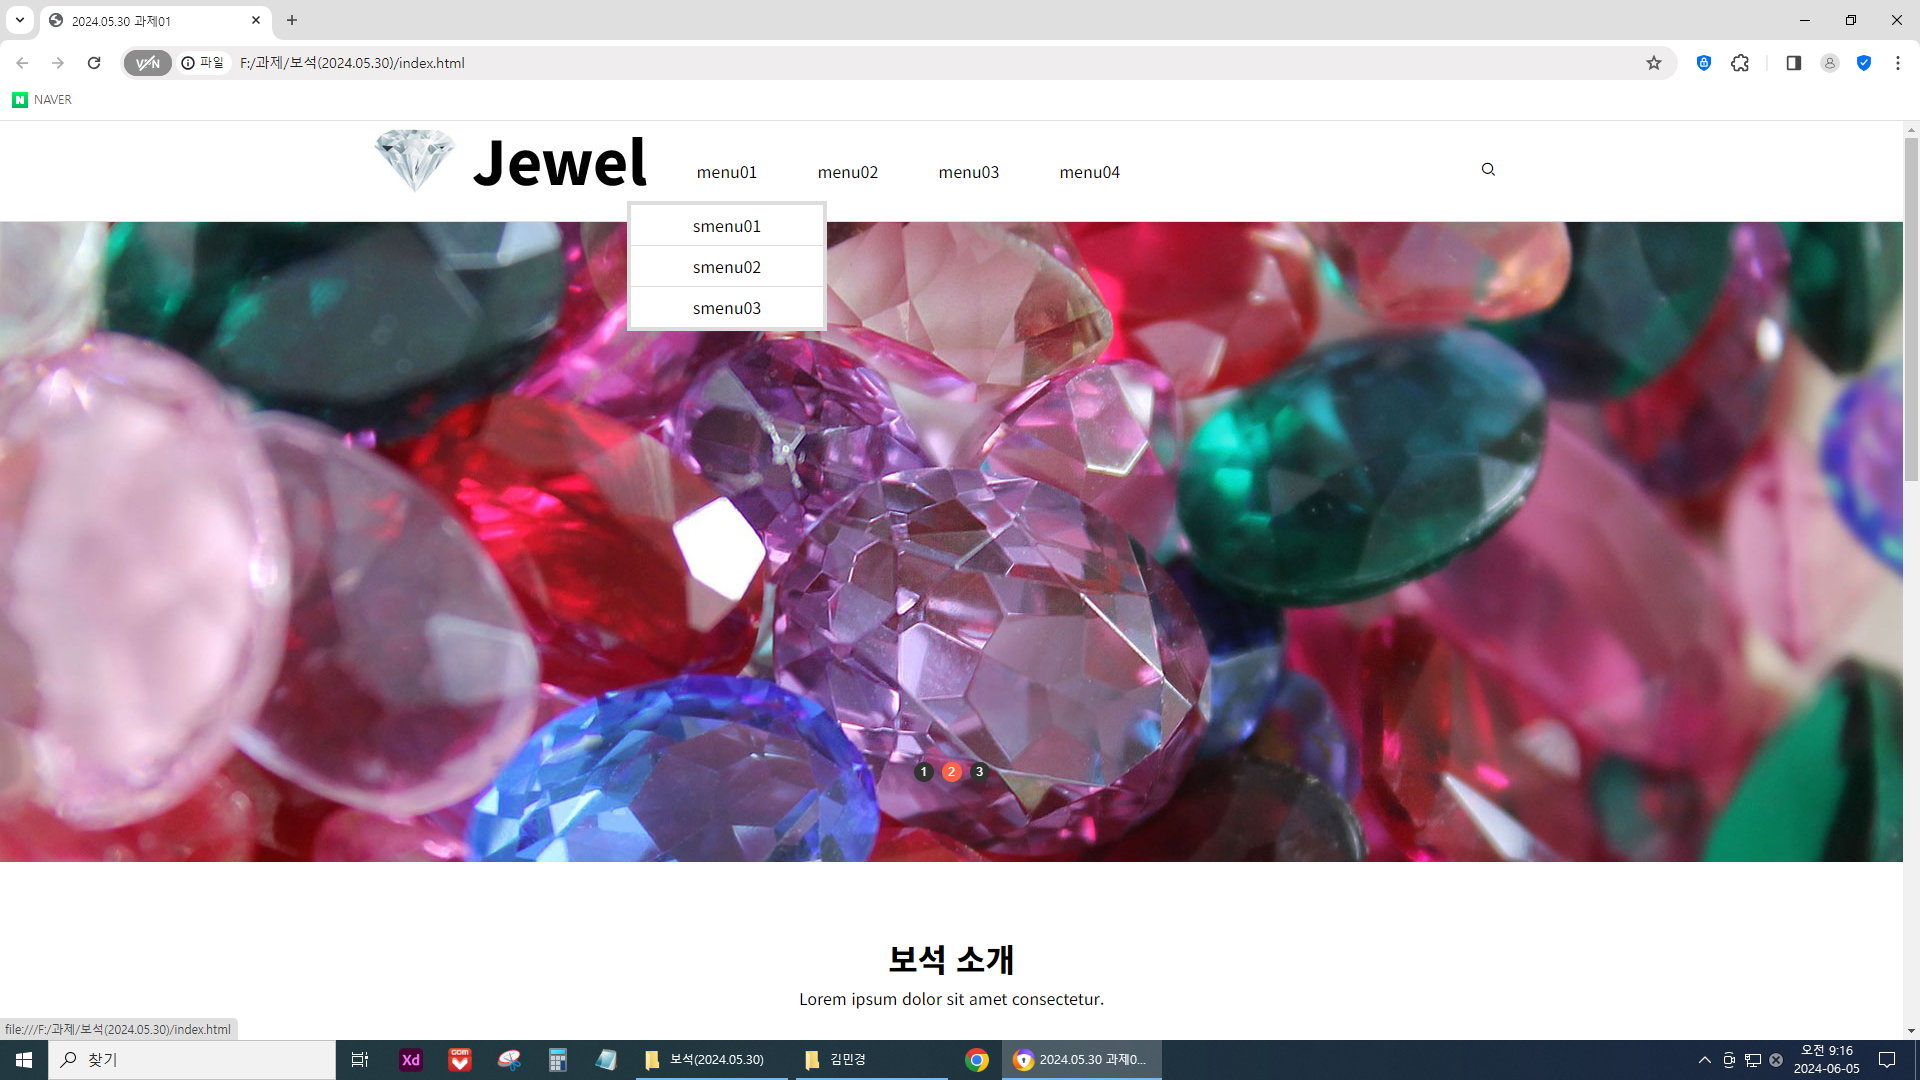 2024.05.30 과제01
VPN
파일
F:/과제/보석(2024.05.30)/index.html
NAVER
Jewel
menu01
menu02
menu03
menu04
smenu01
smenu02
smenu03
1
2
3
보석 소개
Lorem ipsum dolor sit amet consectetur.
file:///F:/과제/보석(2024.05.30)/index.html
찾기
Xd
GOM
보석(2024.05.30)
김민경
2024.05.30 과제0...
오전 9:16
2024-06-05